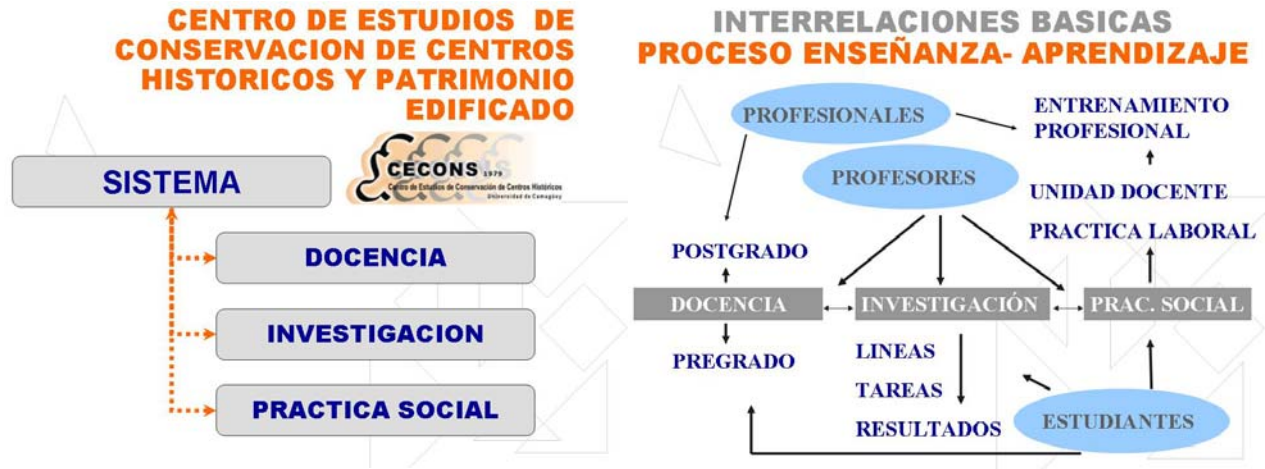 CENTRO DE ESTUDIOS DE
CONSERVACION DE CENTROS
HISTORICOS Y PATRIMONIO
EDIFICADO
CECONS 1979
Centro de Estudios de Conservación de Centros Históricos
Universidad de Camagüey
SISTEMA
DOCENCIA
INVESTIGACION
PRACTICA SOCIAL
INTERRELACIONES BASICAS
PROCESO ENSEÑANZA- APRENDIZAJE
PROFESIONALES
ENTRENAMIENTO
PROFESIONAL
PROFESORES
UNIDAD DOCENTE
PRACTICA LABORAL
POSTGRADO
DOCENCIA
INVESTIGACIÓN
PRAC. SOCIAL
PREGRADO
LINEAS
TAREAS
RESULTADOS
ESTUDIANTES